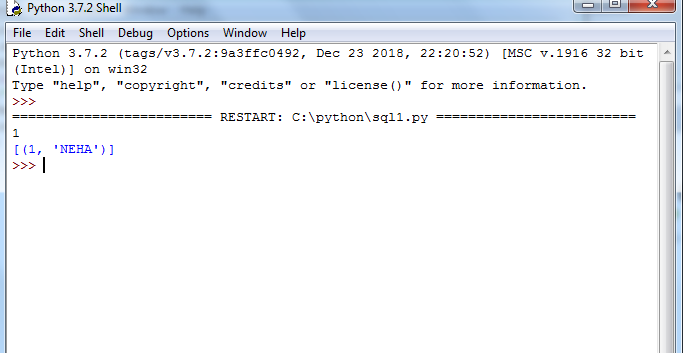 Python 3.7.2 Shell
File Edit Shell Debug Options Window Help
Python 3.7.2 (tags/v3.7.2:9a3ffc0492, Dec 23 2018, 22:20:52) [MSC v.1916 32 bit
(Intel)] on win32
Type "help", "copyright", "credits" or "license()" for more information.
>>>
========================= RESTART: C:\python\sql1.py =========================
1
[(1, 'NEHA')]
>>>